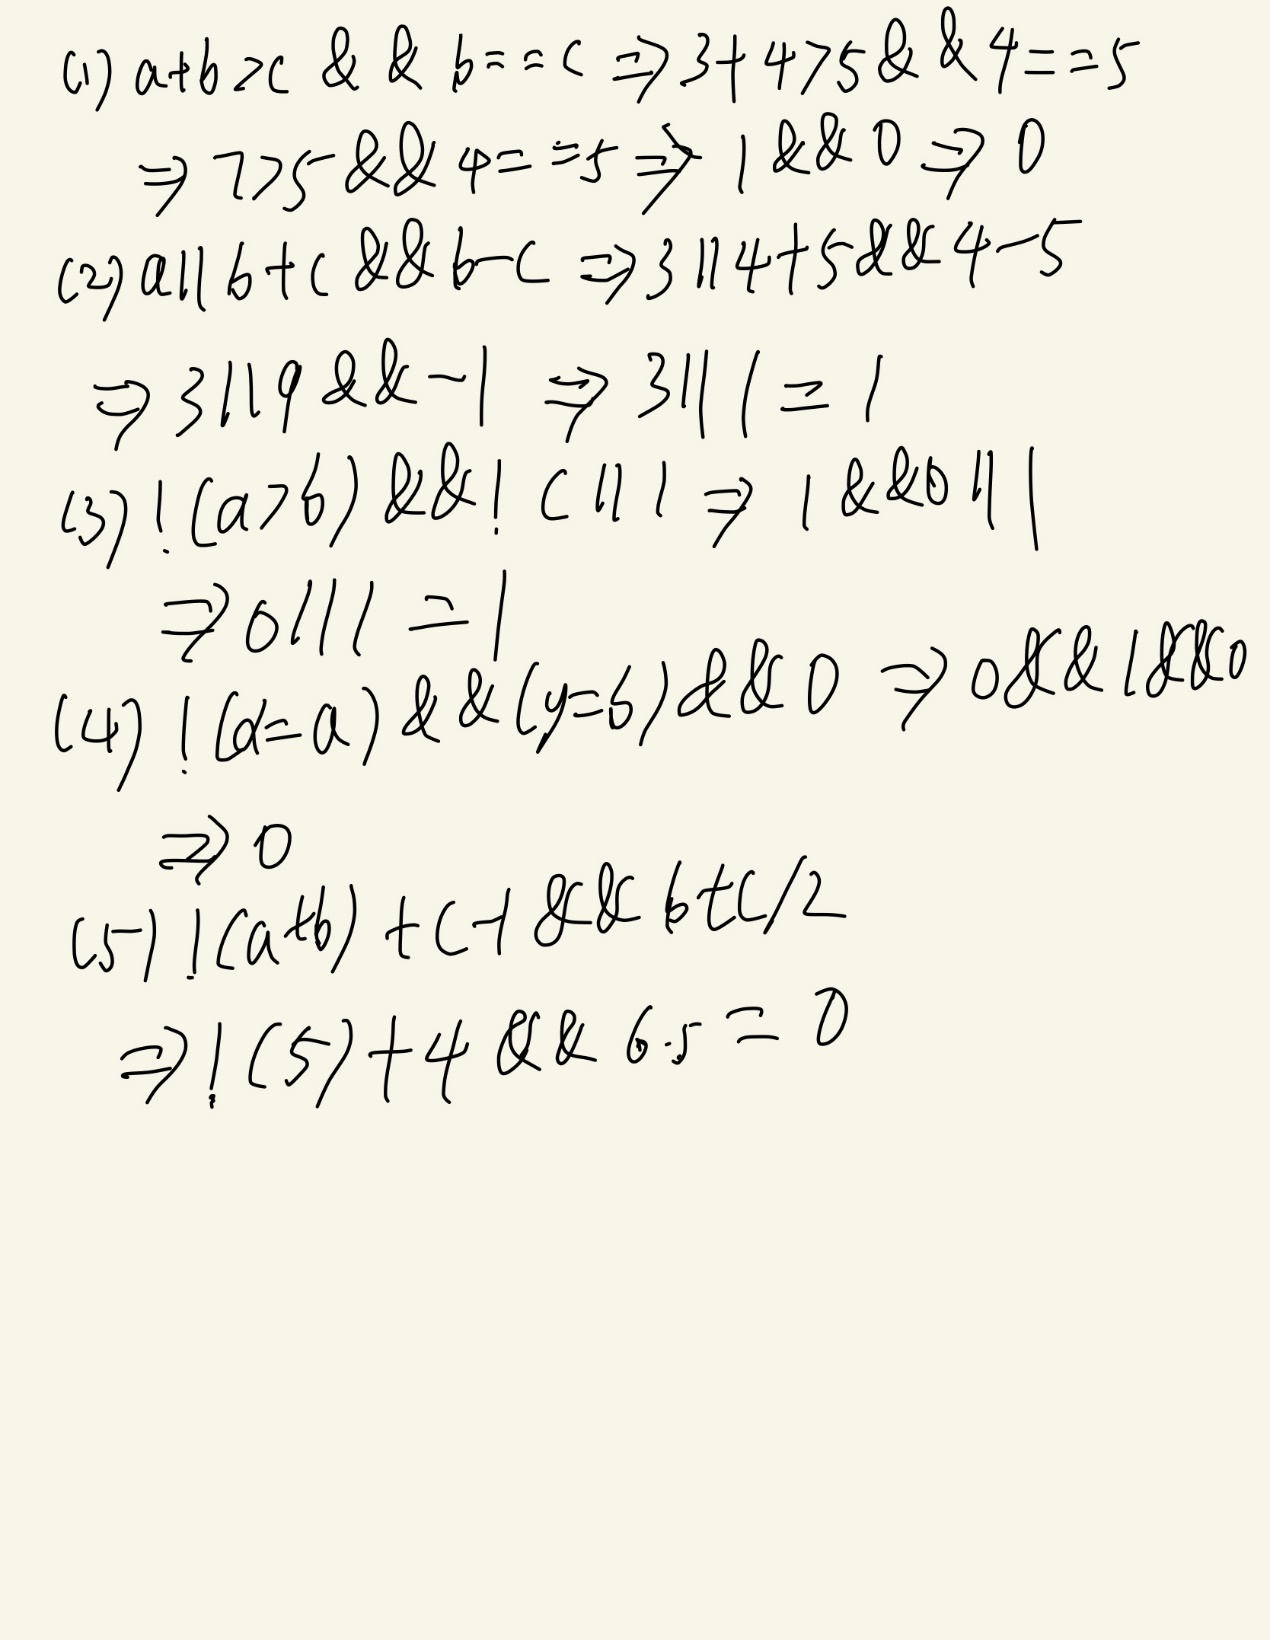 (1) a+b>c && b==c ⇒ 3+4>5 && 4==5
⇒ 7>5 && 4==5 ⇒ 1 && 0 ⇒ 0
(2) a||b+c && b-c ⇒ 3||4+5 && 4-5
⇒ 3||9 && -1 ⇒ 3||1 = 1
(3) !(a>b) && !c||1 ⇒ 1 && 0||1
⇒ 0||1 = 1
(4) !(d=a) && (y=b) && 0 ⇒ 0 && 1 && 0
⇒ 0
(5) !(a+b)+c-1 && b+c/2
⇒ !(5)+4 && 6.5 = 0